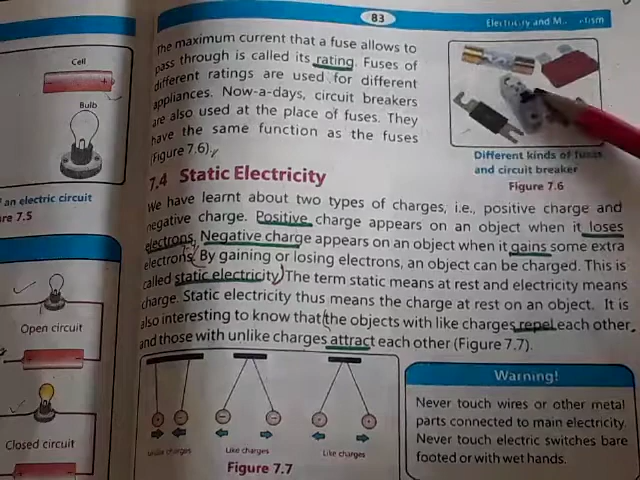 83
Electricity and M
Cell
Bulb
an electric circuit
re 7.5
Open circuit
Closed circuit
The maximum current that a fuse allows to
pass through is called its rating. Fuses of
different ratings are used for different
appliances. Now-a-days, circuit breakers
are also used at the place of fuses. They
have the same function as the fuses
(Figure 7.6).
Different kinds of fuses
and circuit breaker
Figure 7.6
7.4 Static Electricity
We have learnt about two types of charges, i.e., positive charge and
negative charge. Positive charge appears on an object when it loses
electrons. Negative charge appears on an object when it gains some extra
electrons. By gaining or losing electrons, an object can be charged. This is
called static electricity. The term static means at rest and electricity means
charge. Static electricity thus means the charge at rest on an object. It is
also interesting to know that the objects with like charges repel each other,
and those with unlike charges attract each other (Figure 7.7).
Unlike charges
Like charges
Like charges
Figure 7.7
Warning!
Never touch wires or other metal
parts connected to main electricity.
Never touch electric switches bare
footed or with wet hands.